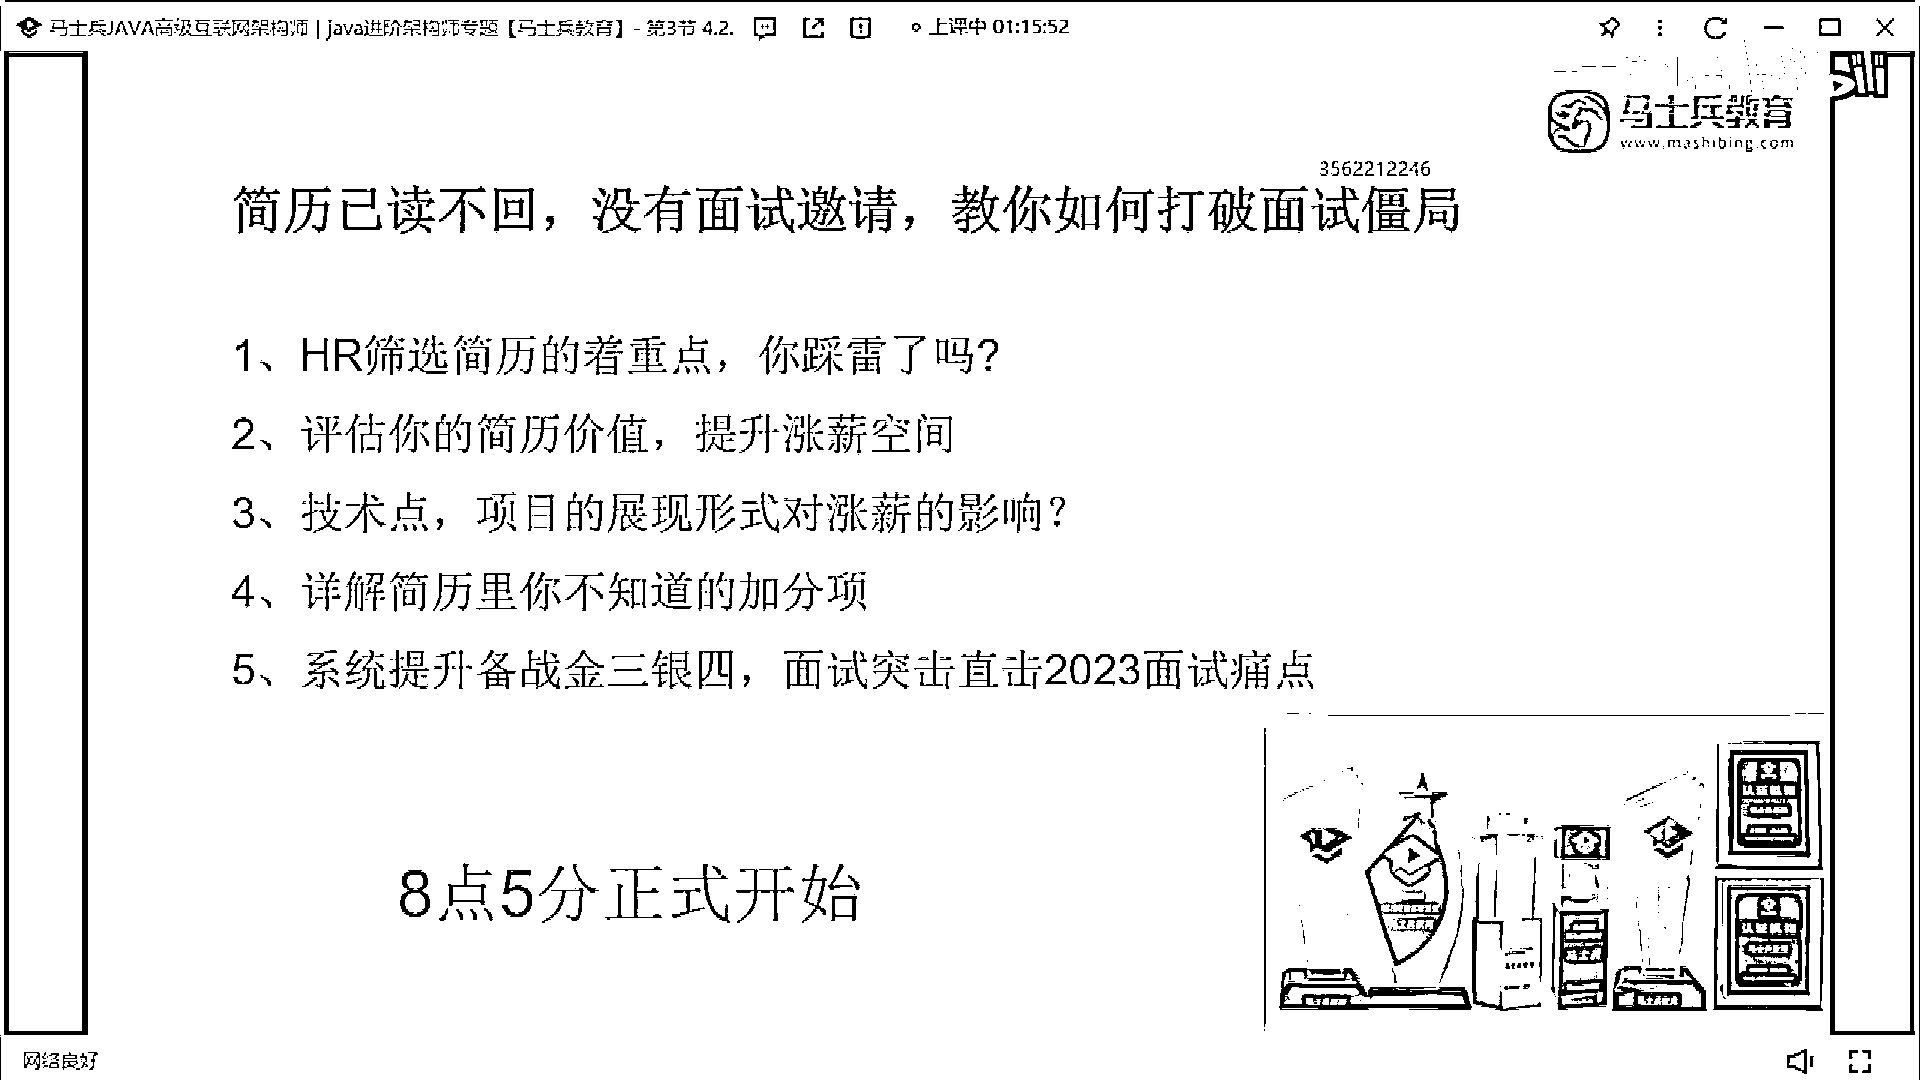 马士兵JAVA高级互联网架构师 | java进阶架构师专题【马士兵教育】- 第3节 4.2.
上课中 01:15:52
马士兵教育
www.mashibing.com
3562212246
简历已读不回，没有面试邀请，教你如何打破面试僵局
1、HR筛选简历的着重点，你踩雷了吗?
2、评估你的简历价值，提升涨薪空间
3、技术点，项目的展现形式对涨薪的影响?
4、详解简历里你不知道的加分项
5、系统提升备战金三银四，面试突击直击2023面试痛点
8点5分正式开始
网络良好